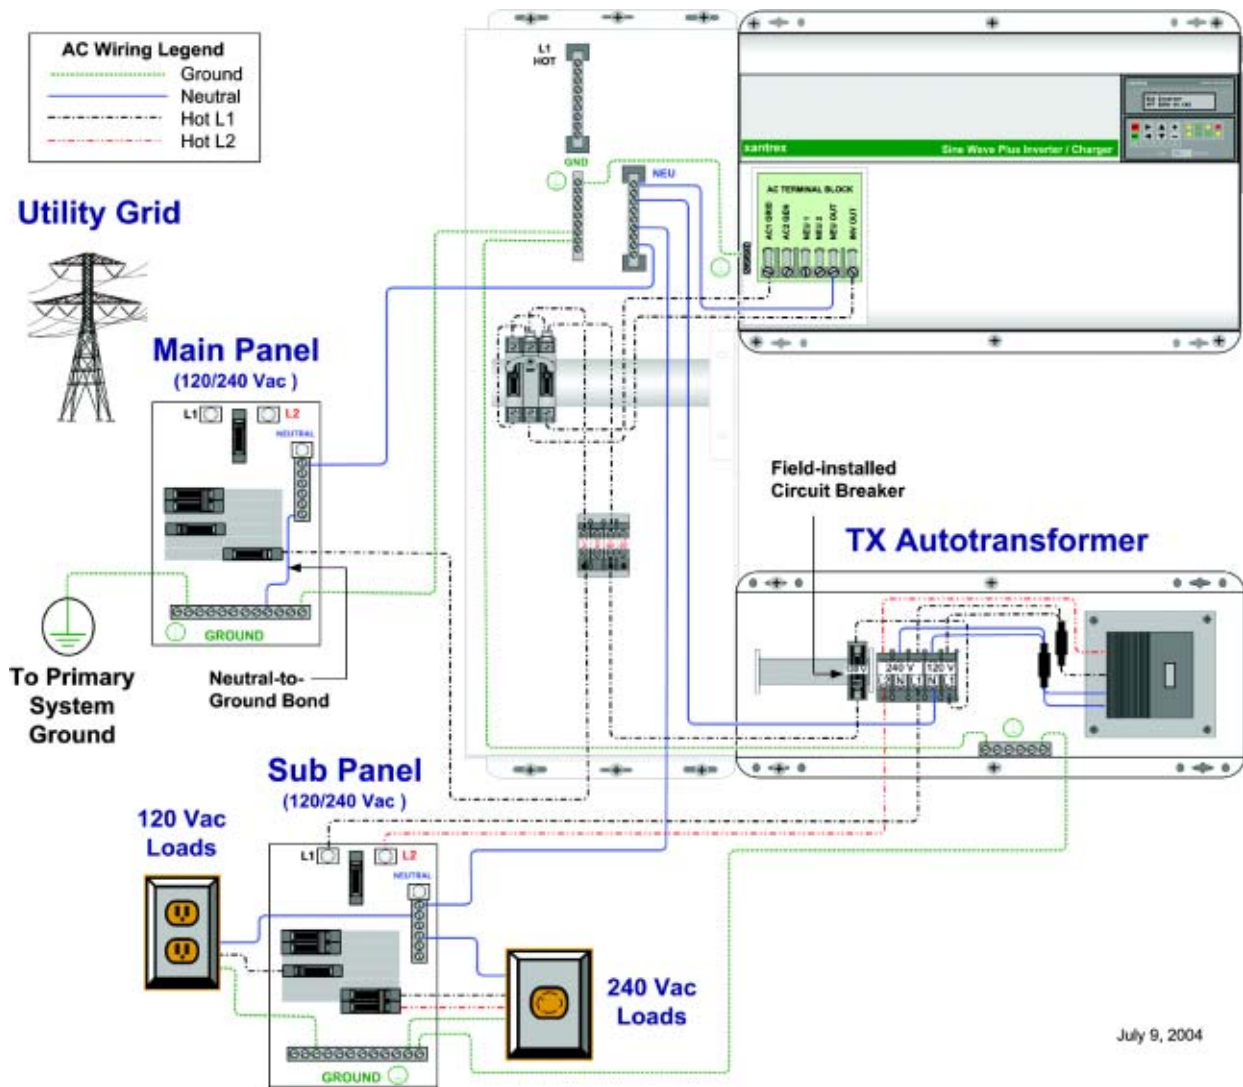 AC Wiring Legend
Ground
Neutral
Hot L1
Hot L2
L1
HOT
GND
NEU
xantrex
Sine Wave Plus Inverter / Charger
AC TERMINAL BLOCK
AC1 GRID
AC2 GEN
NEU 1
NEU 2
NEU OUT
INV OUT
Utility Grid
Main Panel
(120/240 Vac )
L1
L2
NEUTRAL
GROUND
To Primary
System
Ground
Neutral-to-
Ground Bond
Field-installed
Circuit Breaker
TX Autotransformer
240 V
120 V
L2
N
L1
N
L1
Sub Panel
(120/240 Vac )
120 Vac
Loads
L1
L2
NEUTRAL
GROUND
240 Vac
Loads
July 9, 2004